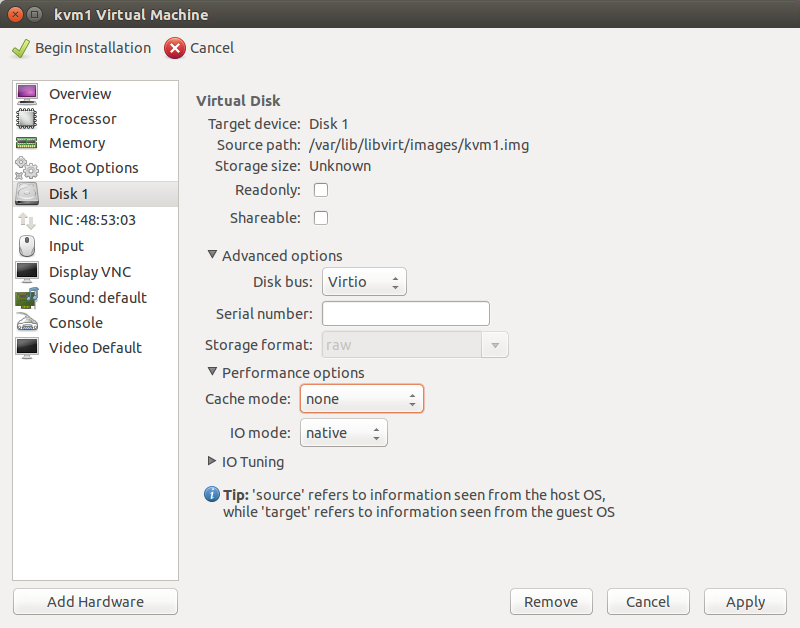 kvm1 Virtual Machine
Begin Installation Cancel
Overview
Processor
Memory
Boot Options
Disk 1
NIC :48:53:03
Input
Display VNC
Sound: default
Console
Video Default
Add Hardware
Virtual Disk
Target device: Disk 1
Source path: /var/lib/libvirt/images/kvm1.img
Storage size: Unknown
Readonly:
Shareable:
Advanced options
Disk bus: Virtio
Serial number:
Storage format: raw
Performance options
Cache mode: none
IO mode: native
IO Tuning
Tip: 'source' refers to information seen from the host OS,
while 'target' refers to information seen from the guest OS
Remove Cancel Apply